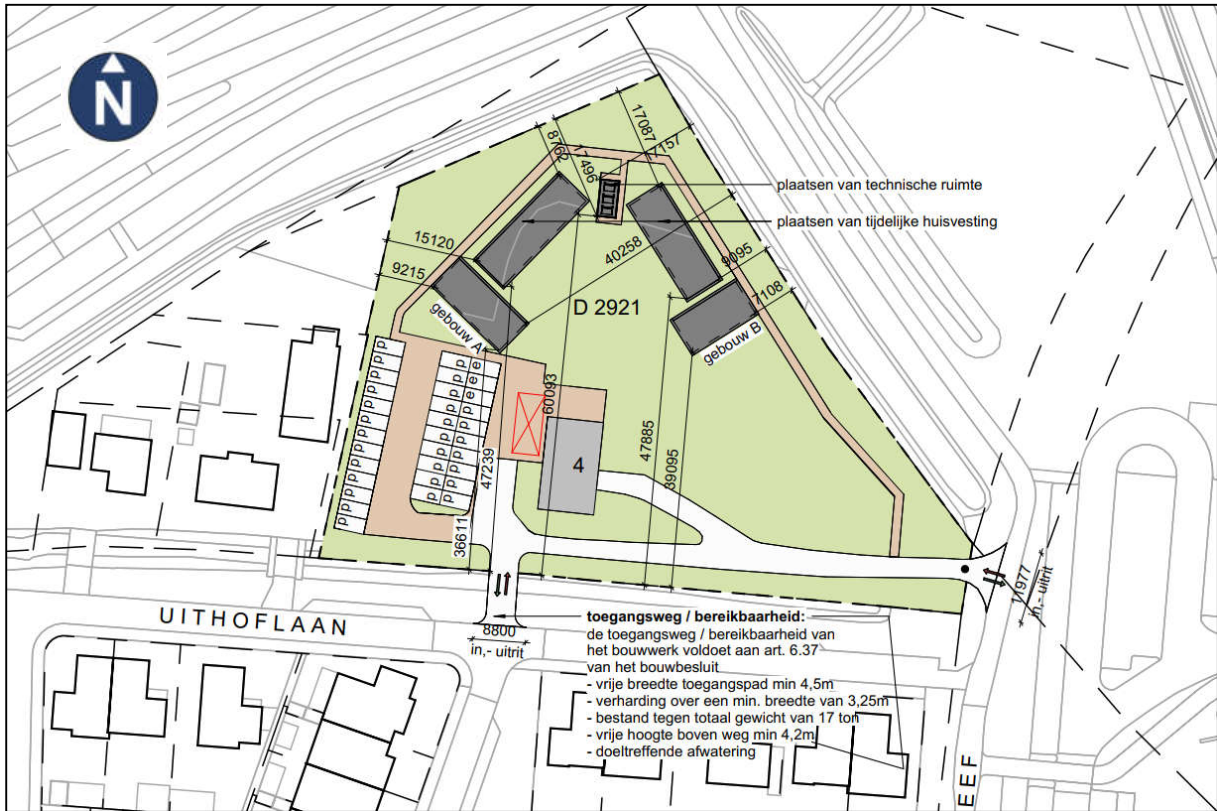 N
17087
7157
8762
17496
plaatsen van technische ruimte
plaatsen van tijdelijke huisvesting
15120
9215
40258
9095
7108
D 2921
gebouw A
gebouw B
p p p p p p p p p p p p
p p p e e
p p e e
p p e
p p p
p p p
p p p
p p p
p p p
p p p
60093
4
47239
47885
39095
36611
11977
in,- uitrit
UITHOFLAAN
8800
in,- uitrit
toegangsweg / bereikbaarheid:
de toegangsweg / bereikbaarheid van
het bouwwerk voldoet aan art. 6.37
van het bouwbesluit
- vrije breedte toegangspad min 4,5m
- verharding over een min. breedte van 3,25m
- bestand tegen totaal gewicht van 17 ton
- vrije hoogte boven weg min 4,2m
- doeltreffende afwatering
EEF